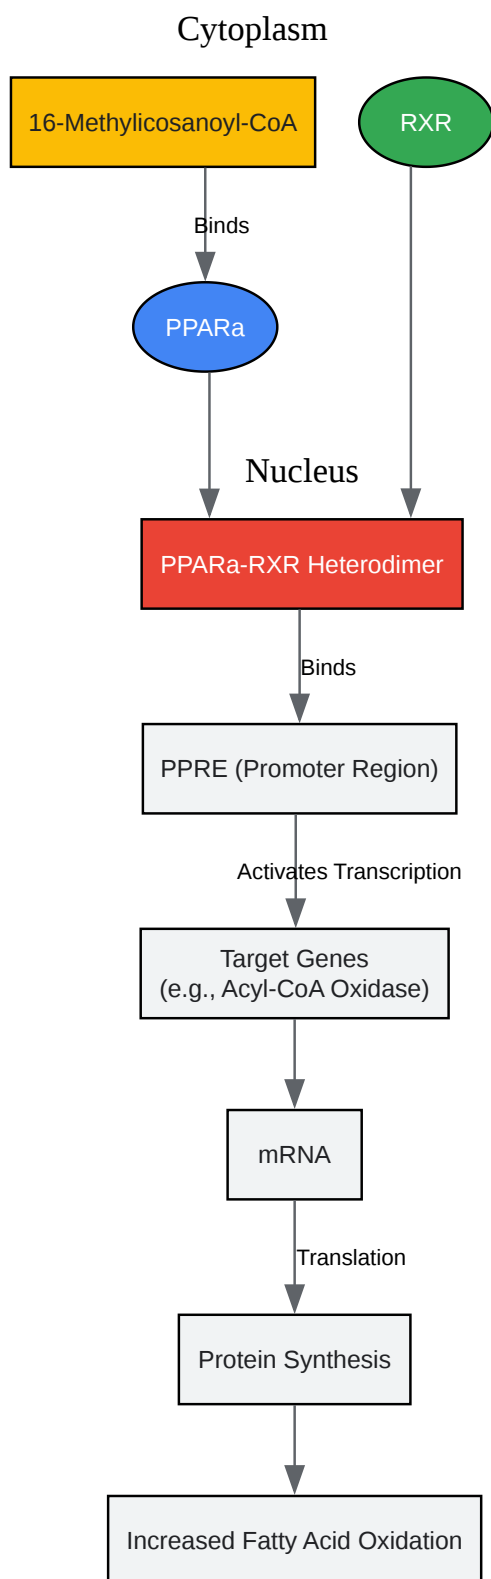 Cytoplasm
16-Methylicosanoyl-CoA
RXR
Binds
PPARa
Nucleus
PPARa-RXR Heterodimer
Binds
PPRE (Promoter Region)
Activates Transcription
Target Genes
(e.g., Acyl-CoA Oxidase)
mRNA
Translation
Protein Synthesis
Increased Fatty Acid Oxidation